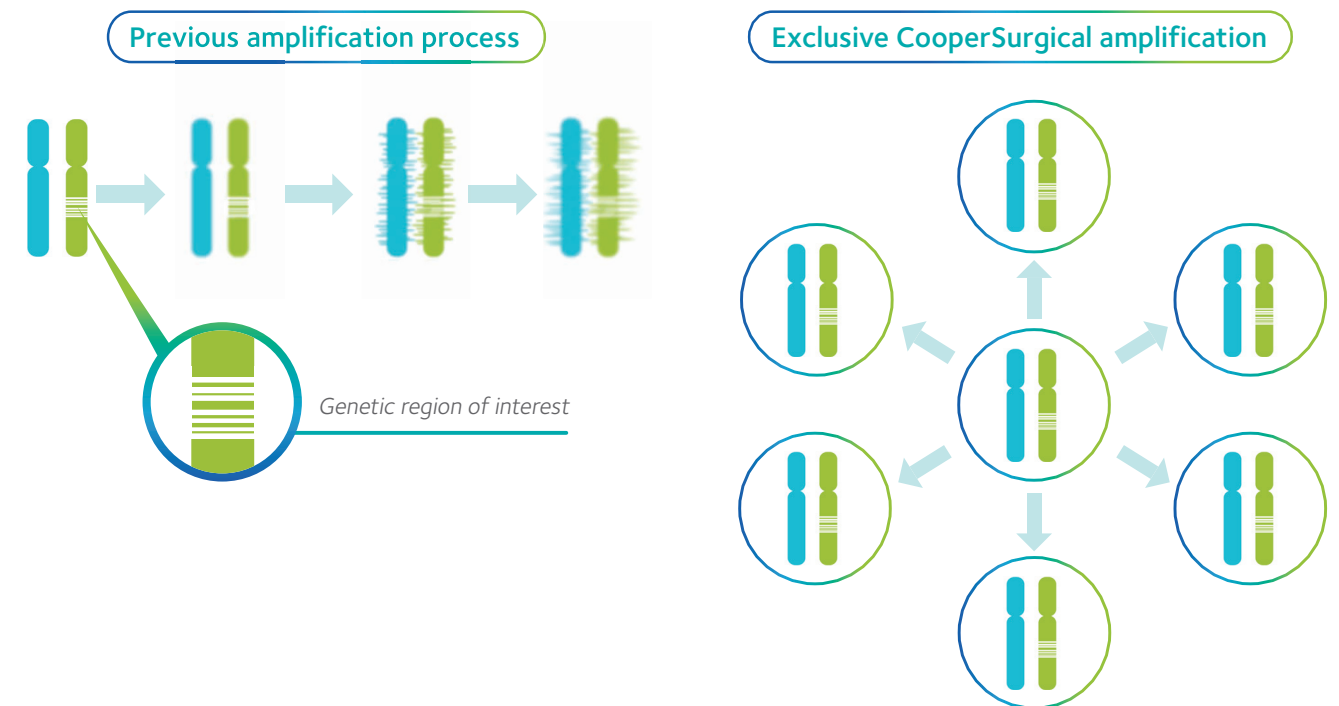 Previous amplification process
Exclusive CooperSurgical amplification
Genetic region of interest